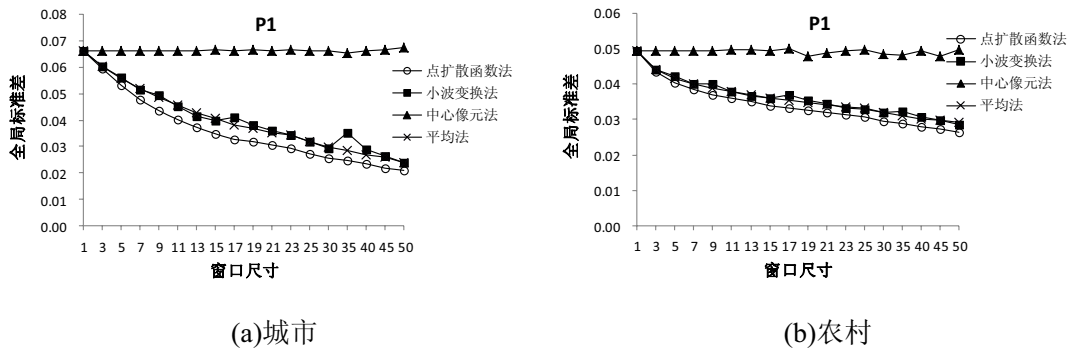 P1
0.08
0.07
0.06
0.05
0.04
0.03
0.02
0.01
0.00
全局标准差
点扩散函数法
小波变换法
中心像元法
平均法
1 3 5 7 9 11 13 15 17 19 21 23 25 30 35 40 45 50
窗口尺寸
(a)城市
P1
0.06
0.05
0.04
0.03
0.02
0.01
0.00
全局标准差
点扩散函数法
小波变换法
中心像元法
平均法
1 3 5 7 9 11 13 15 17 19 21 23 25 30 35 40 45 50
窗口尺寸
(b)农村